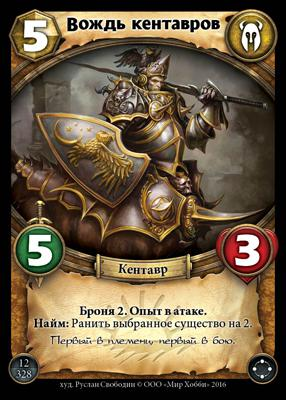 5
Вождь кентавров
5
Кентавр
3
Броня 2. Опыт в атаке.
Найм: Ранить выбранное существо на 2.
Первый в племени, первый в бою.
12
328
худ. Руслан Свободин © ООО «Мир Хобби» 2016